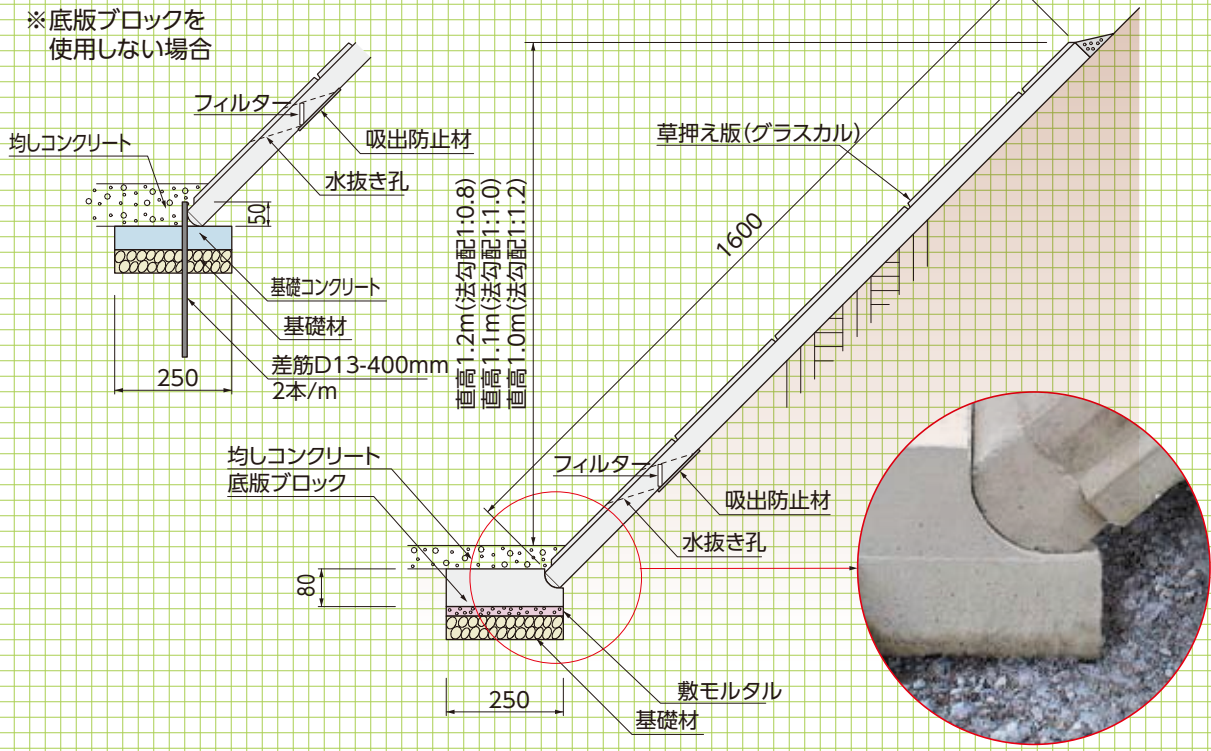 ※底版ブロックを
使用しない場合
フィルター
均しコンクリート
吸出防止材
水抜き孔
50
基礎コンクリート
基礎材
差筋D13-400mm
2本/m
250
直高1.2m(法勾配1:0.8)
直高1.1m(法勾配1:1.0)
直高1.0m(法勾配1:1.2)
草押え版(グラスカル)
1600
均しコンクリート
底版ブロック
フィルター
吸出防止材
水抜き孔
80
250
敷モルタル
基礎材